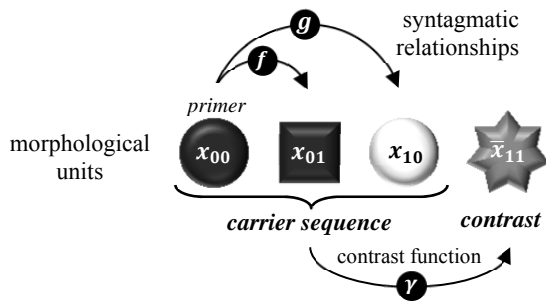 g
syntagmatic
relationships
f
primer
morphological
units
x₀₀ x₀₁ x₁₀ x̅₁₁
carrier sequence
contrast
contrast function
γ